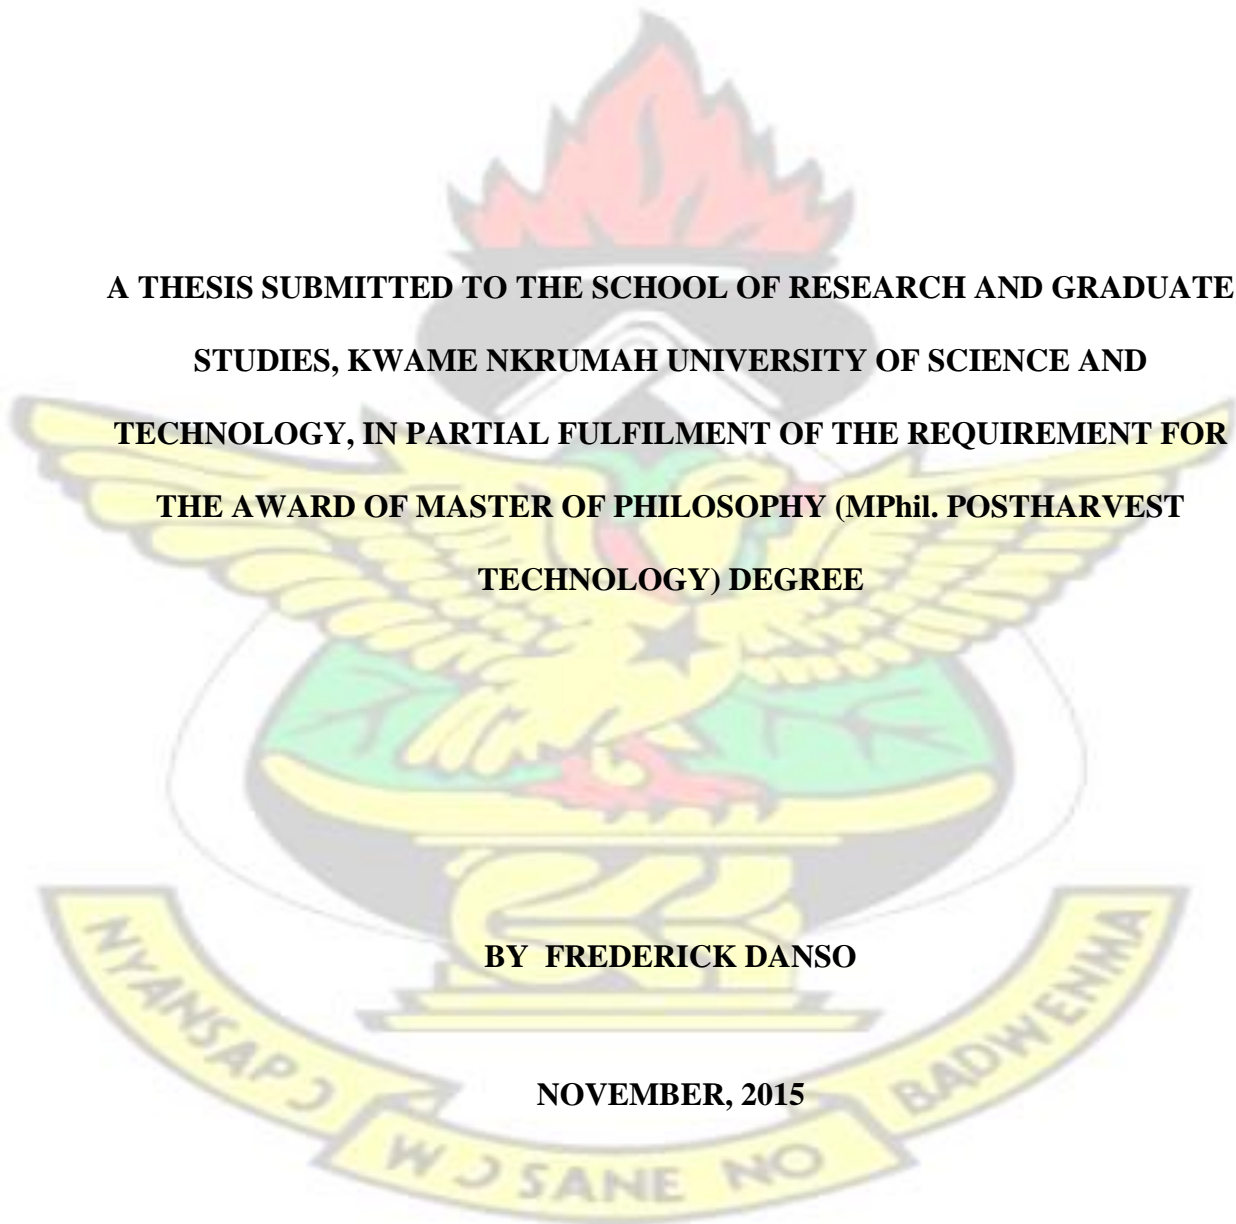 A THESIS SUBMITTED TO THE SCHOOL OF RESEARCH AND GRADUATE
STUDIES, KWAME NKRUMAH UNIVERSITY OF SCIENCE AND
TECHNOLOGY, IN PARTIAL FULFILMENT OF THE REQUIREMENT FOR
THE AWARD OF MASTER OF PHILOSOPHY (MPhil. POSTHARVEST
TECHNOLOGY) DEGREE
BY FREDERICK DANSO
NOVEMBER, 2015
NYANSAPƆ
WƆSANE NO
BADWENMA